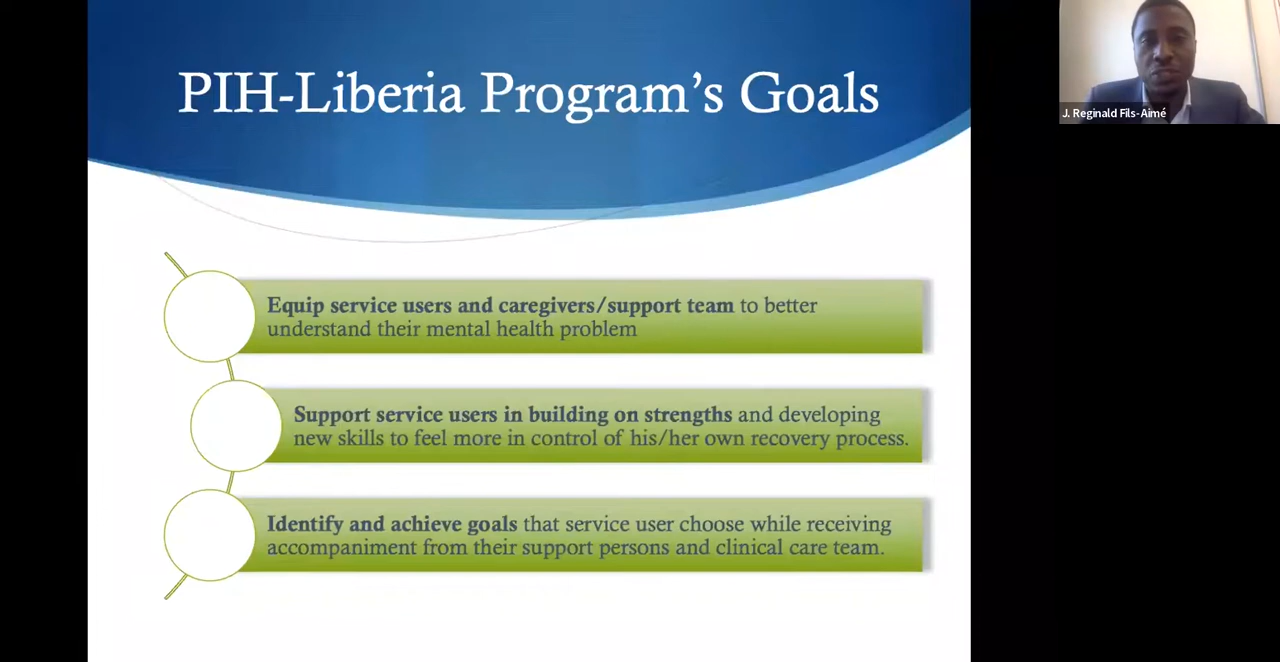 PIH-Liberia Program's Goals
J. Reginald Fils-Aimé
Equip service users and caregivers/support team to better
understand their mental health problem
Support service users in building on strengths and developing
new skills to feel more in control of his/her own recovery process.
Identify and achieve goals that service user choose while receiving
accompaniment from their support persons and clinical care team.